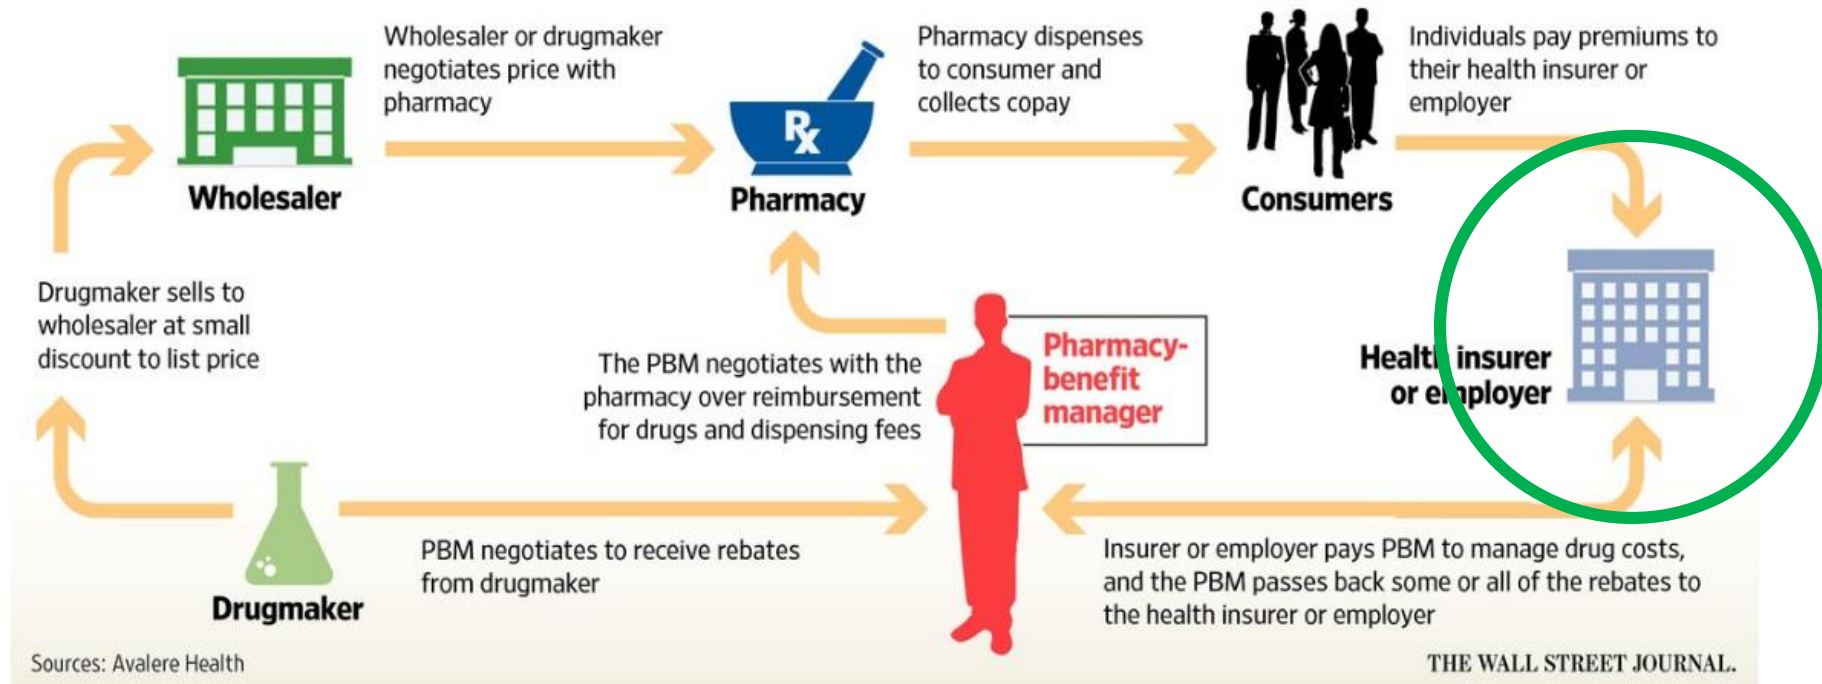 Wholesaler or drugmaker
negotiates price with
pharmacy
Pharmacy dispenses
to consumer and
collects copay
Individuals pay premiums to
their health insurer or
employer
Rx
Wholesaler
Pharmacy
Consumers
Drugmaker sells to
wholesaler at small
discount to list price
The PBM negotiates with the
pharmacy over reimbursement
for drugs and dispensing fees
Pharmacy-
benefit
manager
Health insurer
or employer
PBM negotiates to receive rebates
from drugmaker
Insurer or employer pays PBM to manage drug costs,
and the PBM passes back some or all of the rebates to
the health insurer or employer
Drugmaker
Sources: Avalere Health
THE WALL STREET JOURNAL.